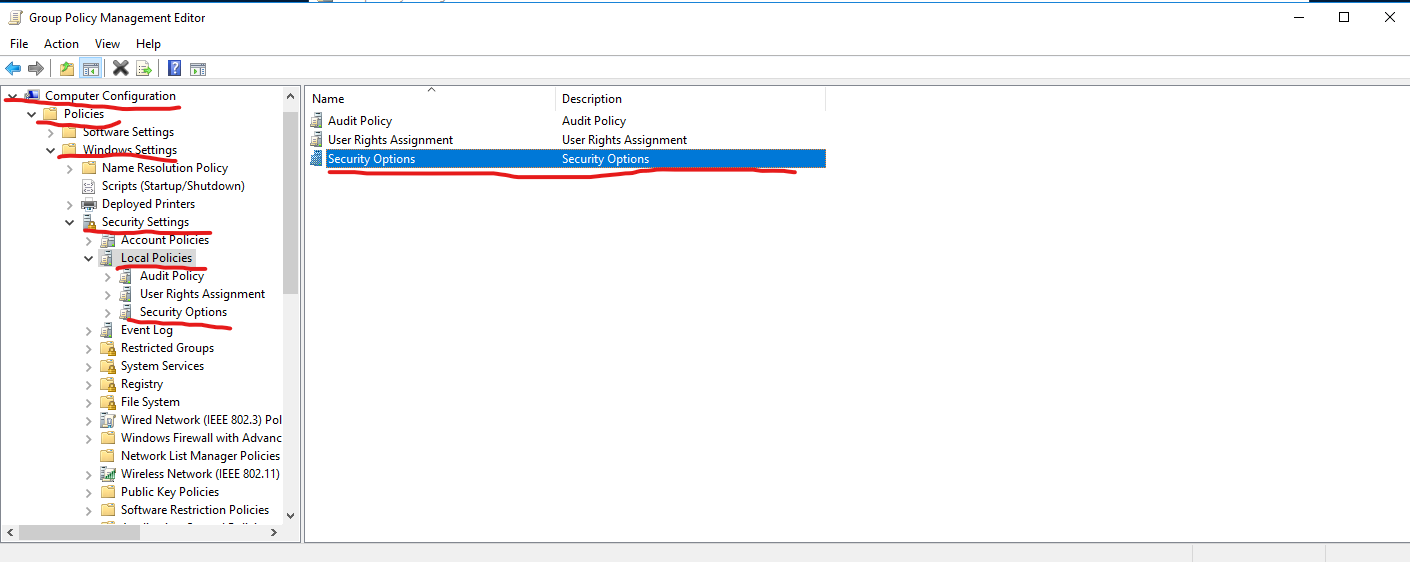 Group Policy Management Editor
File Action View Help
Computer Configuration
Policies
Software Settings
Windows Settings
Name Resolution Policy
Scripts (Startup/Shutdown)
Deployed Printers
Security Settings
Account Policies
Local Policies
Audit Policy
User Rights Assignment
Security Options
Event Log
Restricted Groups
System Services
Registry
File System
Wired Network (IEEE 802.3) Pol
Windows Firewall with Advanc
Network List Manager Policies
Wireless Network (IEEE 802.11)
Public Key Policies
Software Restriction Policies
Name Description
Audit Policy Audit Policy
User Rights Assignment User Rights Assignment
Security Options Security Options